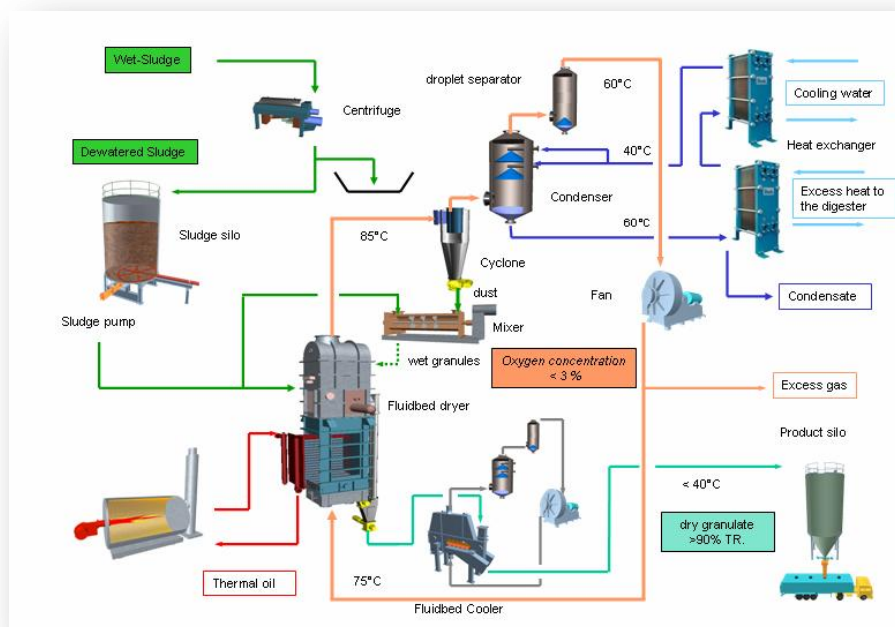 Wet-Sludge
Centrifuge
droplet separator
60°C
Cooling water
Heat exchanger
Dewatered Sludge
40°C
Condenser
Excess heat to
the digester
Sludge silo
85°C
60°C
Cyclone
dust
Fan
Condensate
Sludge pump
Mixer
wet granules
Oxygen concentration
< 3 %
Excess gas
Fluidbed dryer
Product silo
< 40°C
dry granulate
>90% TR.
Thermal oil
75°C
Fluidbed Cooler